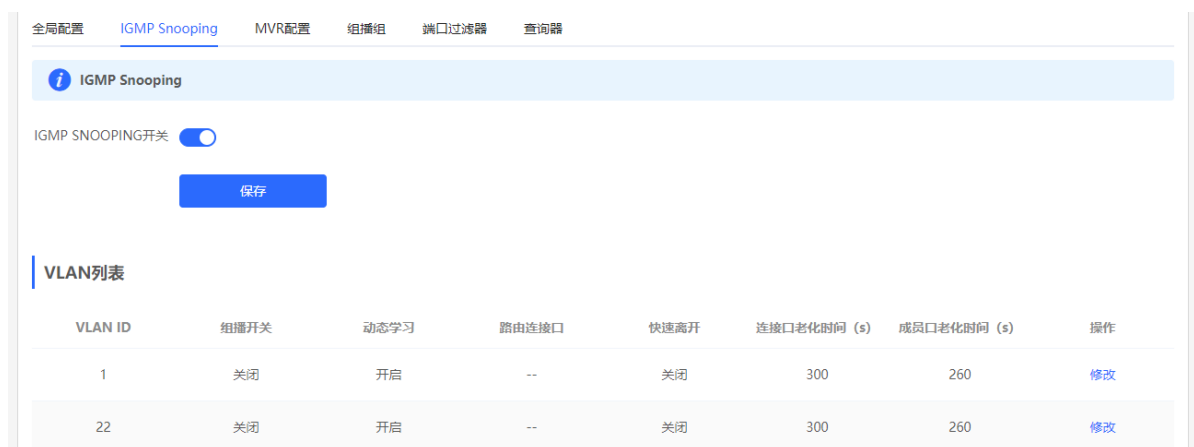 全局配置 IGMP Snooping MVR配置 组播组 端口过滤器 查询器
IGMP Snooping
IGMP SNOOPING开关
保存
VLAN列表
VLAN ID 组播开关 动态学习 路由连接口 快速离开 连接口老化时间（s） 成员口老化时间（s） 操作
1 关闭 开启 -- 关闭 300 260 修改
22 关闭 开启 -- 关闭 300 260 修改